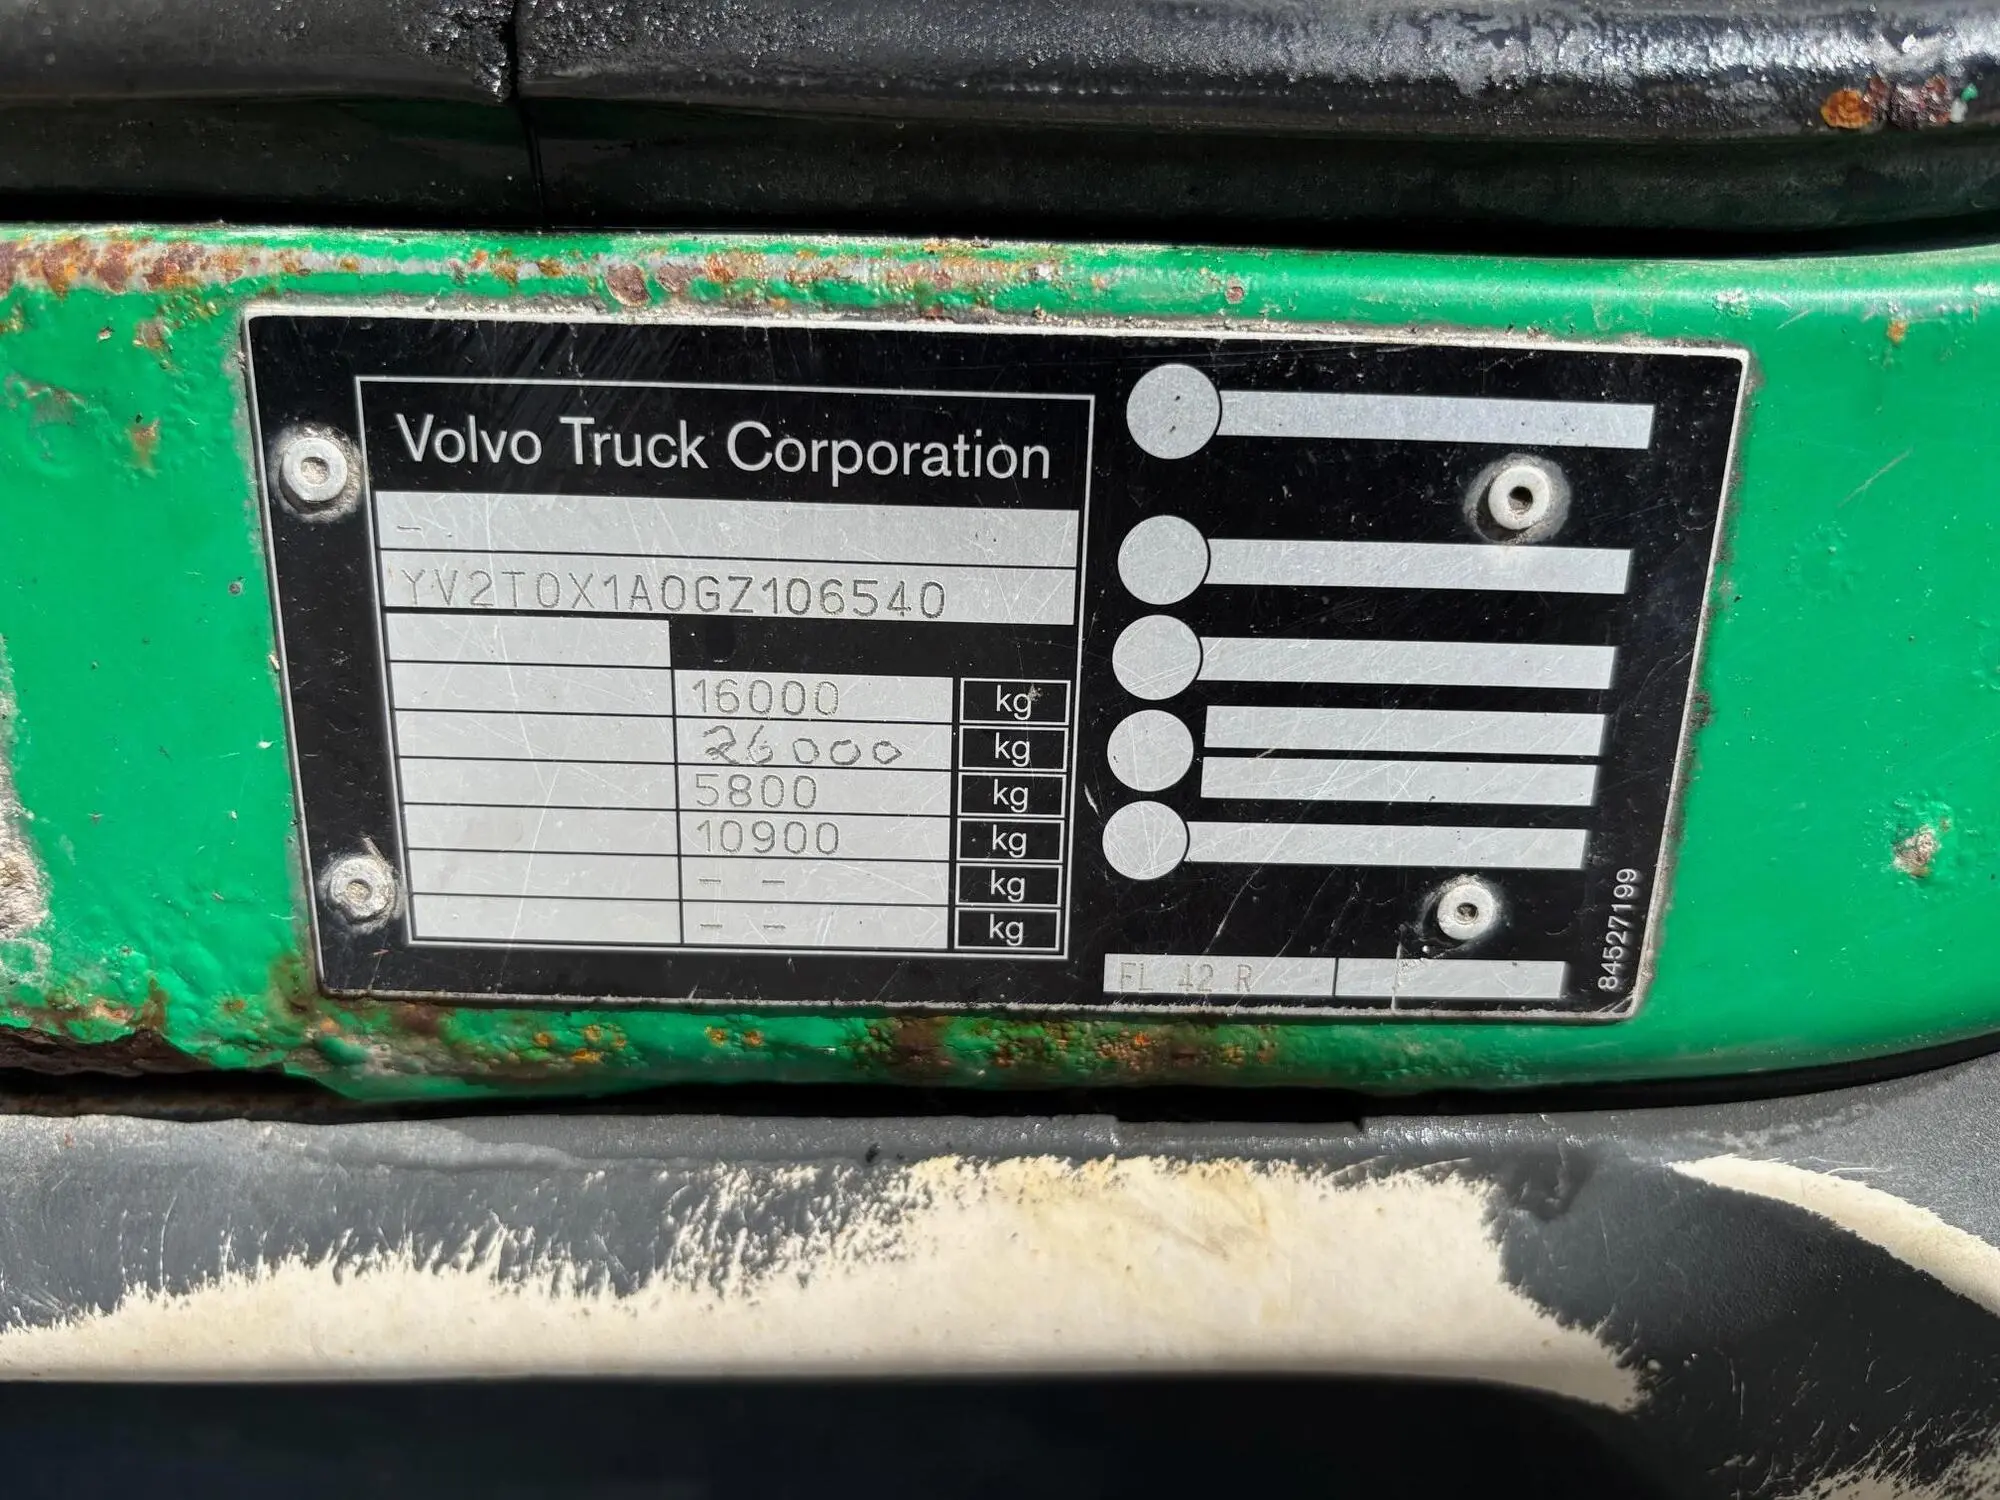 Volvo Truck Corporation
-
YV2T0X1A0GZ106540
16000 kg
26000 kg
5800 kg
10900 kg
- - kg
- - kg
FL 42 R
84527199